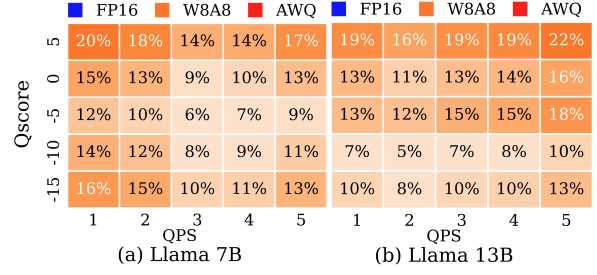 FP16 W8A8 AWQ FP16 W8A8 AWQ
Qscore
5 20% 18% 14% 14% 17% 19% 16% 19% 19% 22%
0 15% 13% 9% 10% 13% 13% 11% 13% 14% 16%
-5 12% 10% 6% 7% 9% 13% 12% 15% 15% 18%
-10 14% 12% 8% 9% 11% 7% 5% 7% 8% 10%
-15 16% 15% 10% 11% 13% 10% 8% 10% 10% 13%
1 2 3 4 5 1 2 3 4 5
QPS QPS
(a) Llama 7B (b) Llama 13B